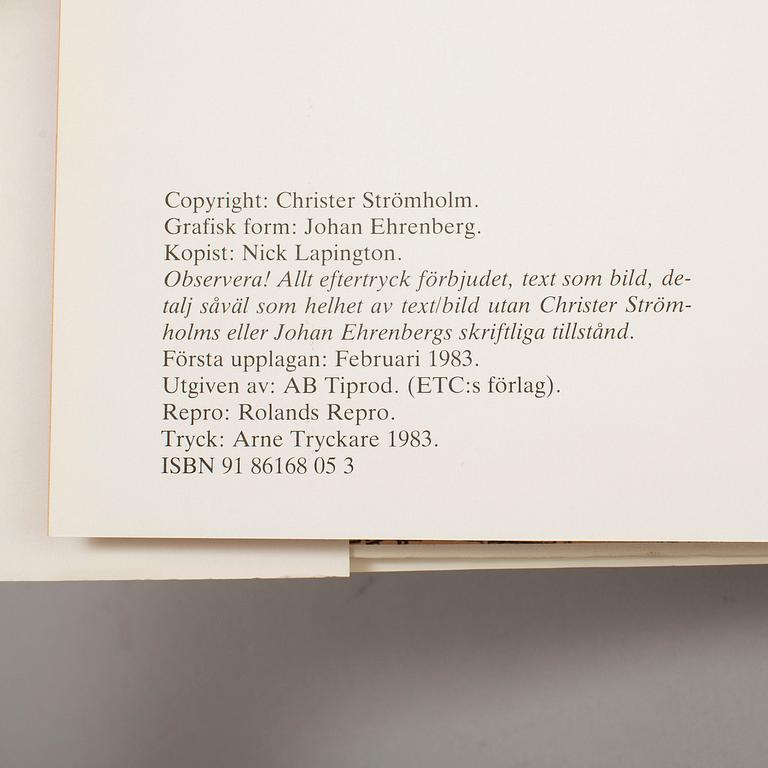 Copyright: Christer Strömholm.
Grafisk form: Johan Ehrenberg.
Kopist: Nick Lapington.
Observera! Allt eftertryck förbjudet, text som bild, de-
talj såväl som helhet av text/bild utan Christer Ström-
holms eller Johan Ehrenbergs skriftliga tillstånd.
Första upplagan: Februari 1983.
Utgiven av: AB Tiprod. (ETC:s förlag).
Repro: Rolands Repro.
Tryck: Arne Tryckare 1983.
ISBN 91 86168 05 3